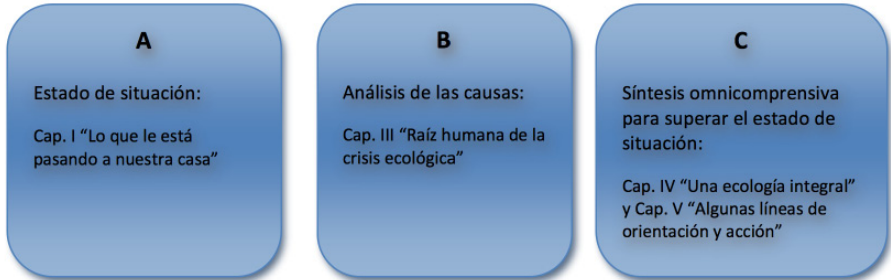 A
Estado de situación:
Cap. I “Lo que le está
pasando a nuestra casa”
B
Análisis de las causas:
Cap. III “Raíz humana de la
crisis ecológica”
C
Síntesis omnicomprensiva
para superar el estado de
situación:
Cap. IV “Una ecología integral”
y Cap. V “Algunas líneas de
orientación y acción”